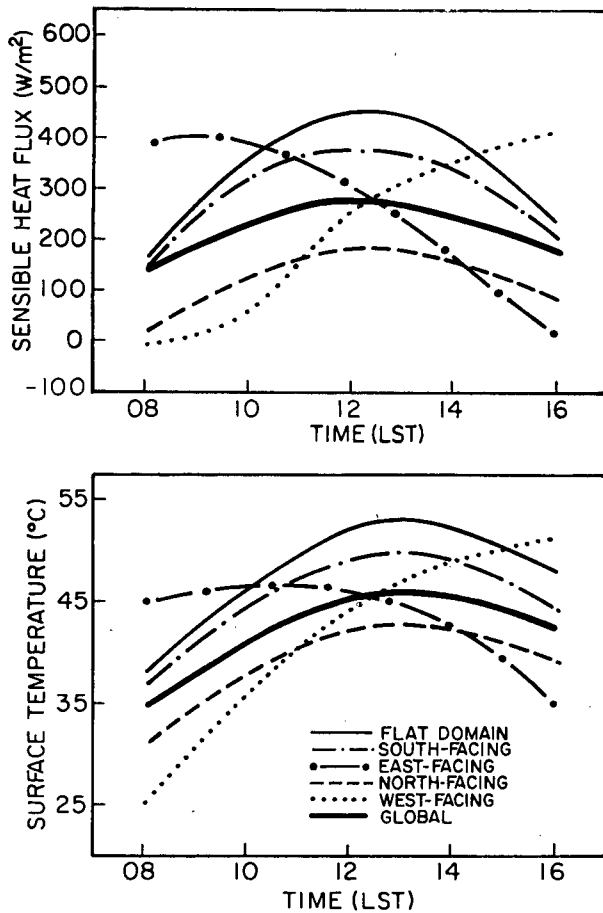 SENSIBLE HEAT FLUX (W/m²)
600
500
400
300
200
100
0
-100
08 10 12 14 16
TIME (LST)
SURFACE TEMPERATURE (°C)
55
45
35
25
FLAT DOMAIN
SOUTH-FACING
EAST-FACING
NORTH-FACING
WEST-FACING
GLOBAL
08 10 12 14 16
TIME (LST)